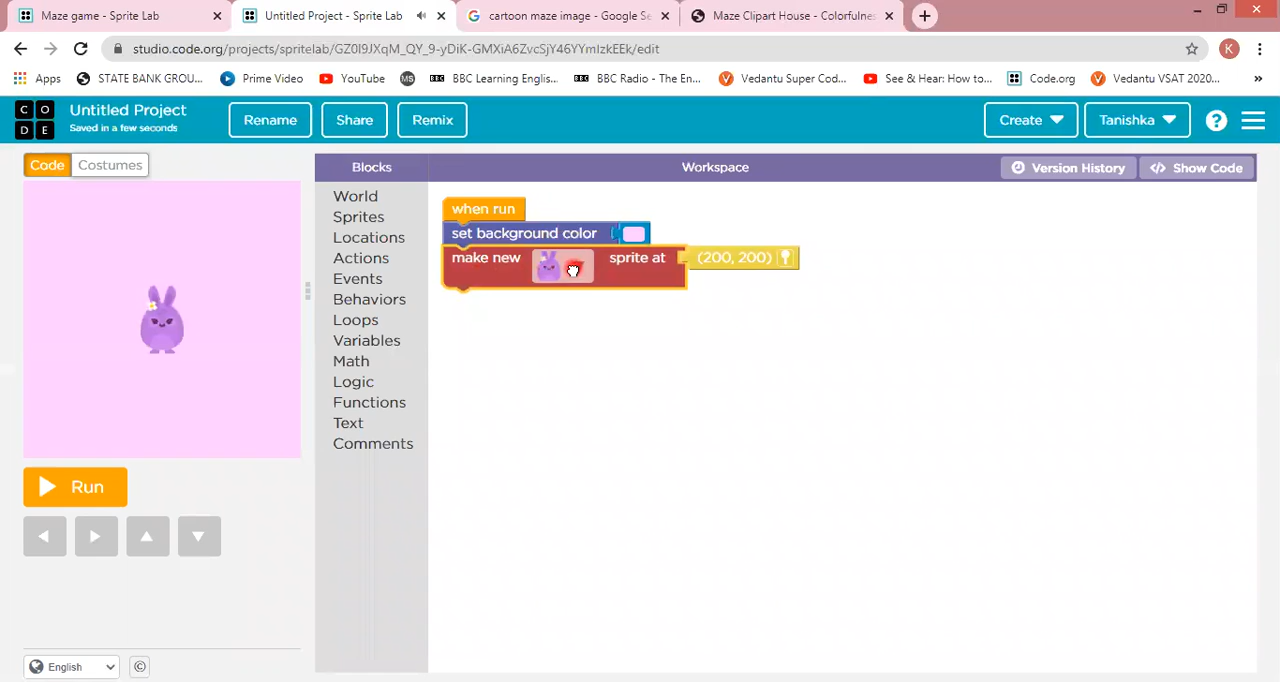 Maze game - Sprite Lab
Untitled Project - Sprite Lab
cartoon maze image - Google Se
Maze Clipart House - Colorfulnes
studio.code.org/projects/spritelab/GZ0I9JXqM_QY_9-yDiK-GMXiA6ZvcSjY46YYmIzkEEk/edit
K
Apps
STATE BANK GROU...
Prime Video
YouTube
MS
BBC Learning Englis...
BBC Radio - The En...
Vedantu Super Cod...
See & Hear: How to...
Code.org
Vedantu VSAT 2020...
»
C O
D E
Untitled Project
Saved in a few seconds
Rename
Share
Remix
Create
Tanishka
?
Code
Costumes
Blocks
Workspace
Version History
</> Show Code
World
Sprites
Locations
Actions
Events
Behaviors
Loops
Variables
Math
Logic
Functions
Text
Comments
when run
set background color
make new
sprite at
(200, 200)
Run
English
©